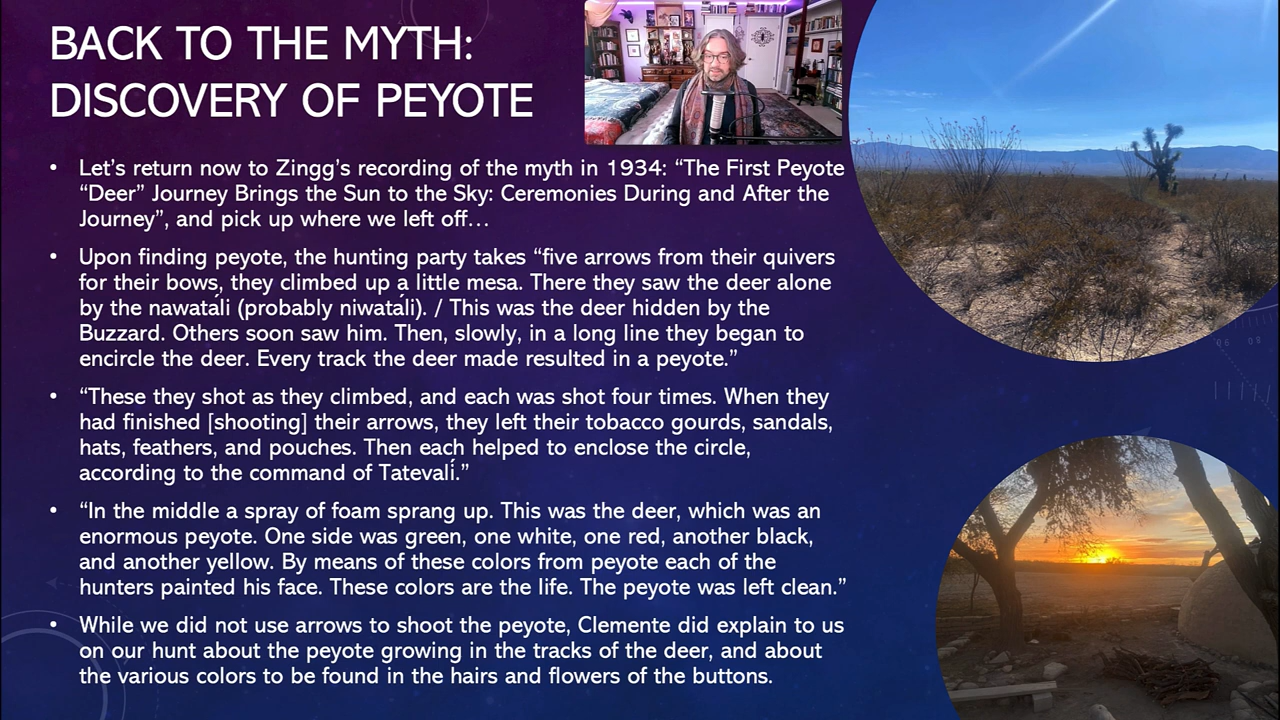 BACK TO THE MYTH:
DISCOVERY OF PEYOTE
• Let’s return now to Zingg’s recording of the myth in 1934: “The First Peyote
“Deer” Journey Brings the Sun to the Sky: Ceremonies During and After the
Journey”, and pick up where we left off…
• Upon finding peyote, the hunting party takes “five arrows from their quivers
for their bows, they climbed up a little mesa. There they saw the deer alone
by the nawatáli (probably niwatáli). / This was the deer hidden by the
Buzzard. Others soon saw him. Then, slowly, in a long line they began to
encircle the deer. Every track the deer made resulted in a peyote.”
• “These they shot as they climbed, and each was shot four times. When they
had finished [shooting] their arrows, they left their tobacco gourds, sandals,
hats, feathers, and pouches. Then each helped to enclose the circle,
according to the command of Tatevalí.”
• “In the middle a spray of foam sprang up. This was the deer, which was an
enormous peyote. One side was green, one white, one red, another black,
and another yellow. By means of these colors from peyote each of the
hunters painted his face. These colors are the life. The peyote was left clean.”
• While we did not use arrows to shoot the peyote, Clemente did explain to us
on our hunt about the peyote growing in the tracks of the deer, and about
the various colors to be found in the hairs and flowers of the buttons.